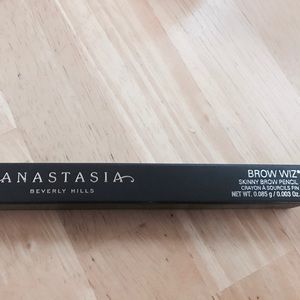 ANASTASIA
BEVERLY HILLS
BROW WIZ®
SKINNY BROW PENCIL
CRAYON À SOURCILS FIN
NET WT. 0.085 g / 0.003 Oz.